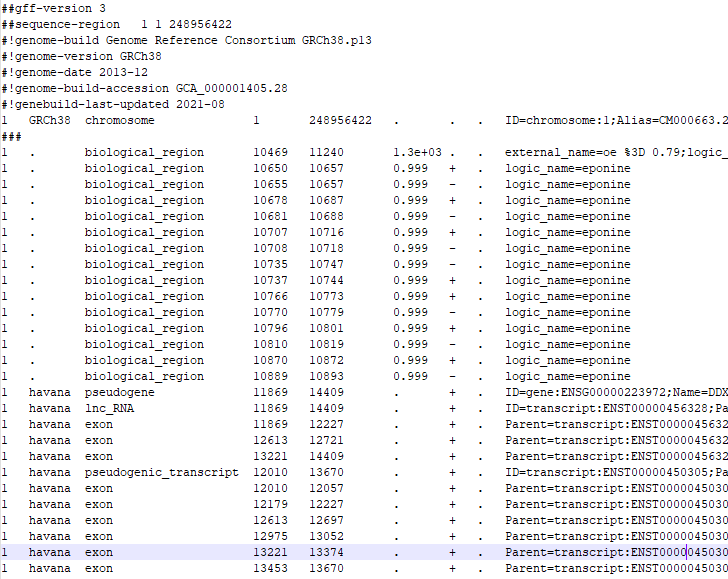 ##gff-version 3
##sequence-region   1 1 248956422
#!genome-build Genome Reference Consortium GRCh38.p13
#!genome-version GRCh38
#!genome-date 2013-12
#!genome-build-accession GCA_000001405.28
#!genebuild-last-updated 2021-08
1 GRCh38 chromosome 1 248956422 . . . ID=chromosome:1;Alias=CM000663.2
###
1 . biological_region 10469 11240 1.3e+03 . . external_name=oe %3D 0.79;logic_
1 . biological_region 10650 10657 0.999 + . logic_name=eponine
1 . biological_region 10655 10657 0.999 - . logic_name=eponine
1 . biological_region 10678 10687 0.999 + . logic_name=eponine
1 . biological_region 10681 10688 0.999 - . logic_name=eponine
1 . biological_region 10707 10716 0.999 + . logic_name=eponine
1 . biological_region 10708 10718 0.999 - . logic_name=eponine
1 . biological_region 10735 10747 0.999 - . logic_name=eponine
1 . biological_region 10737 10744 0.999 + . logic_name=eponine
1 . biological_region 10766 10773 0.999 + . logic_name=eponine
1 . biological_region 10770 10779 0.999 - . logic_name=eponine
1 . biological_region 10796 10801 0.999 + . logic_name=eponine
1 . biological_region 10810 10819 0.999 - . logic_name=eponine
1 . biological_region 10870 10872 0.999 + . logic_name=eponine
1 . biological_region 10889 10893 0.999 - . logic_name=eponine
1 havana pseudogene 11869 14409 . + . ID=gene:ENSG00000223972;Name=DDX
1 havana lnc_RNA 11869 14409 . + . ID=transcript:ENST00000456328;Pa
1 havana exon 11869 12227 . + . Parent=transcript:ENST0000045632
1 havana exon 12613 12721 . + . Parent=transcript:ENST0000045632
1 havana exon 13221 14409 . + . Parent=transcript:ENST0000045632
1 havana pseudogenic_transcript 12010 13670 . + . ID=transcript:ENST00000450305;Pa
1 havana exon 12010 12057 . + . Parent=transcript:ENST0000045030
1 havana exon 12179 12227 . + . Parent=transcript:ENST0000045030
1 havana exon 12613 12697 . + . Parent=transcript:ENST0000045030
1 havana exon 12975 13052 . + . Parent=transcript:ENST0000045030
1 havana exon 13221 13374 . + . Parent=transcript:ENST0000045030
1 havana exon 13453 13670 . + . Parent=transcript:ENST0000045030